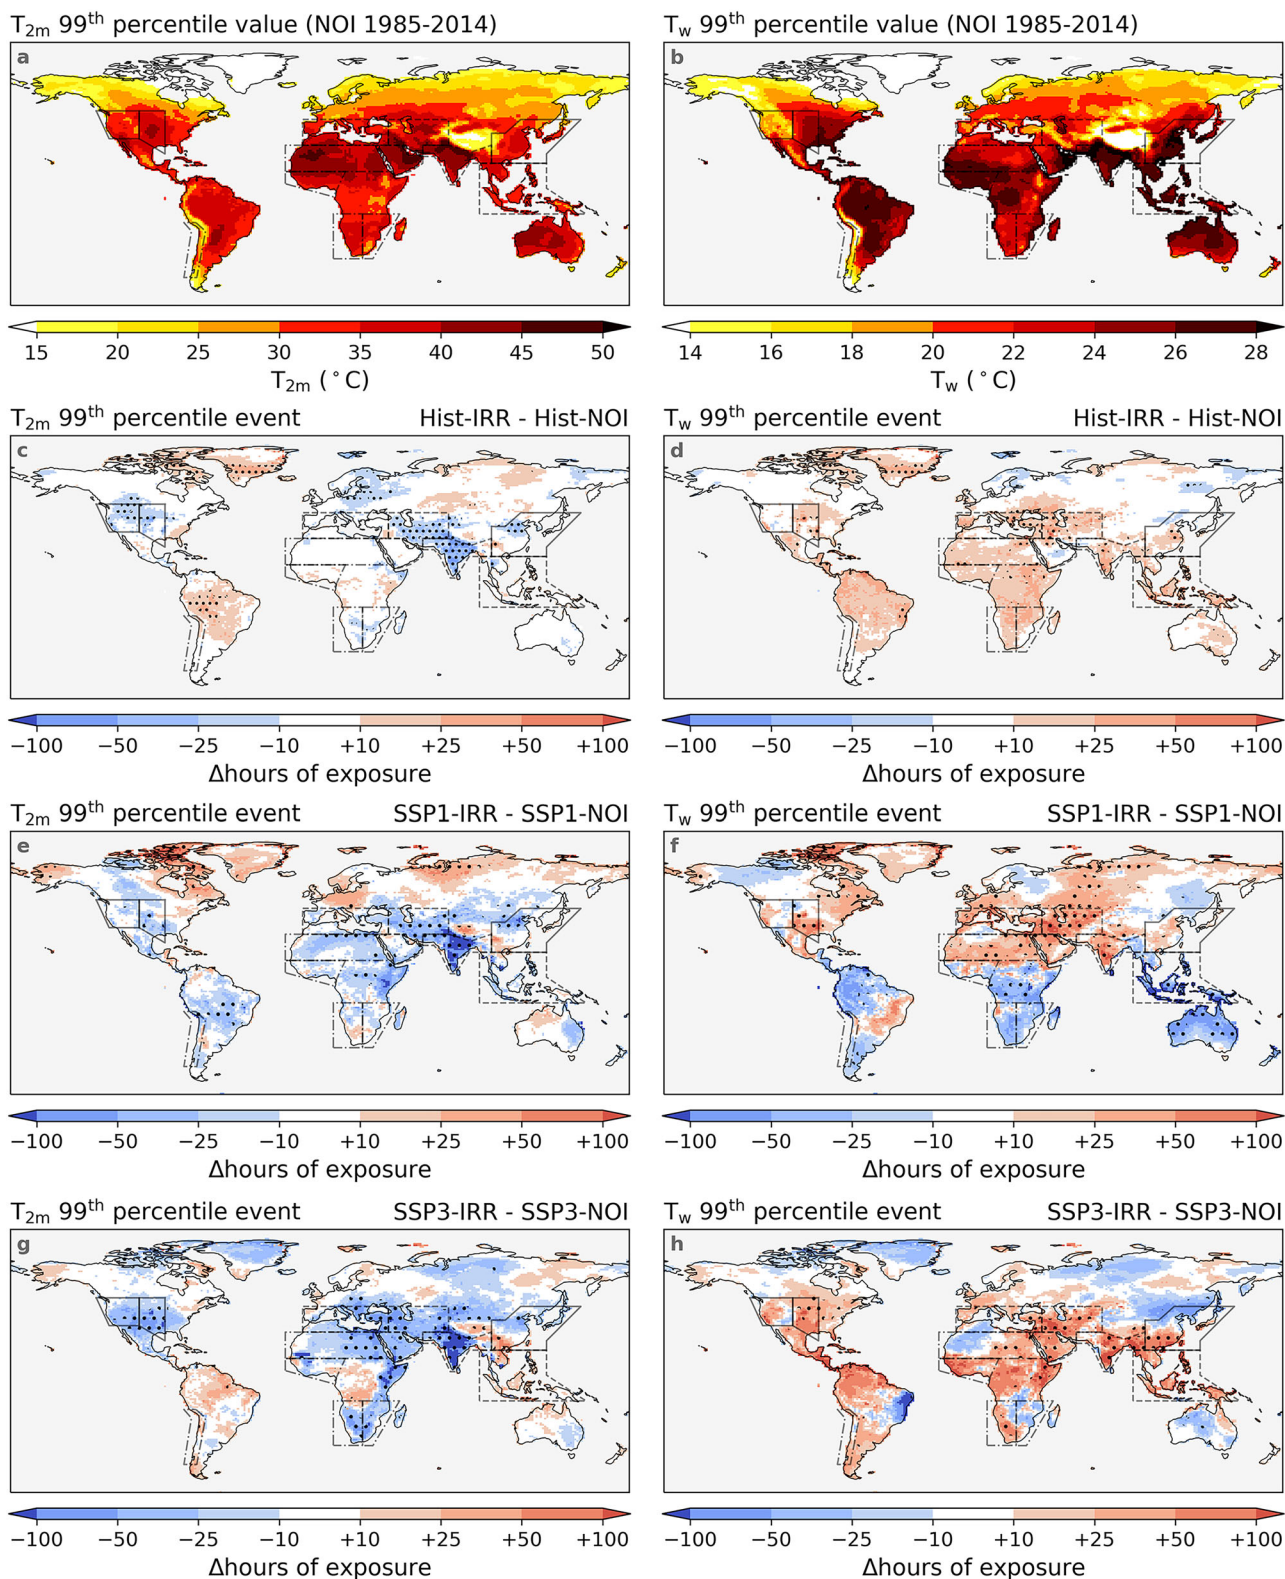 T₂ₘ 99ᵗʰ percentile value (NOI 1985-2014)
T_w 99ᵗʰ percentile value (NOI 1985-2014)
a
b
15 20 25 30 35 40 45 50
14 16 18 20 22 24 26 28
T₂ₘ (°C)
T_w (°C)
T₂ₘ 99ᵗʰ percentile event Hist-IRR - Hist-NOI
T_w 99ᵗʰ percentile event Hist-IRR - Hist-NOI
c
d
−100 −50 −25 −10 +10 +25 +50 +100
−100 −50 −25 −10 +10 +25 +50 +100
Δhours of exposure
Δhours of exposure
T₂ₘ 99ᵗʰ percentile event SSP1-IRR - SSP1-NOI
T_w 99ᵗʰ percentile event SSP1-IRR - SSP1-NOI
e
f
−100 −50 −25 −10 +10 +25 +50 +100
−100 −50 −25 −10 +10 +25 +50 +100
Δhours of exposure
Δhours of exposure
T₂ₘ 99ᵗʰ percentile event SSP3-IRR - SSP3-NOI
T_w 99ᵗʰ percentile event SSP3-IRR - SSP3-NOI
g
h
−100 −50 −25 −10 +10 +25 +50 +100
−100 −50 −25 −10 +10 +25 +50 +100
Δhours of exposure
Δhours of exposure